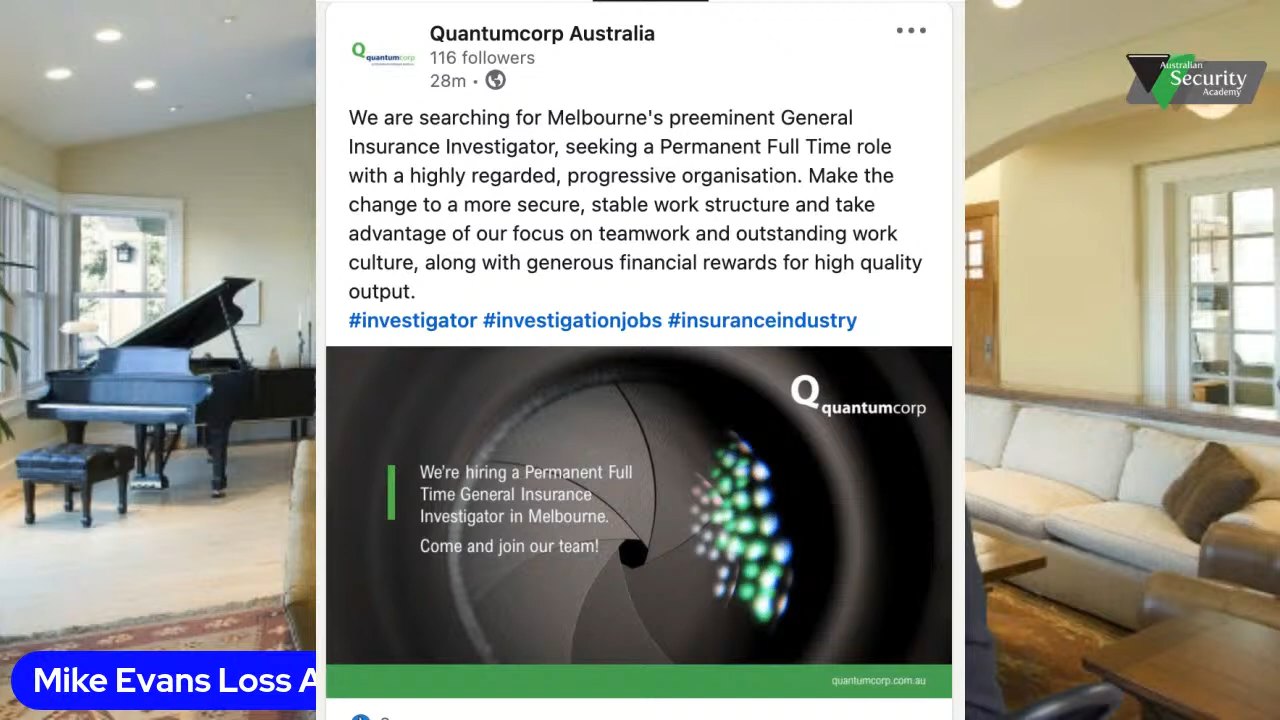 Quantumcorp Australia
116 followers
28m •
Q
quantumcorp
We are searching for Melbourne's preeminent General
Insurance Investigator, seeking a Permanent Full Time role
with a highly regarded, progressive organisation. Make the
change to a more secure, stable work structure and take
advantage of our focus on teamwork and outstanding work
culture, along with generous financial rewards for high quality
output.
#investigator #investigationjobs #insuranceindustry
Q
quantumcorp
We're hiring a Permanent Full
Time General Insurance
Investigator in Melbourne.
Come and join our team!
quantumcorp.com.au
Australian
Security
Academy
Mike Evans Loss A